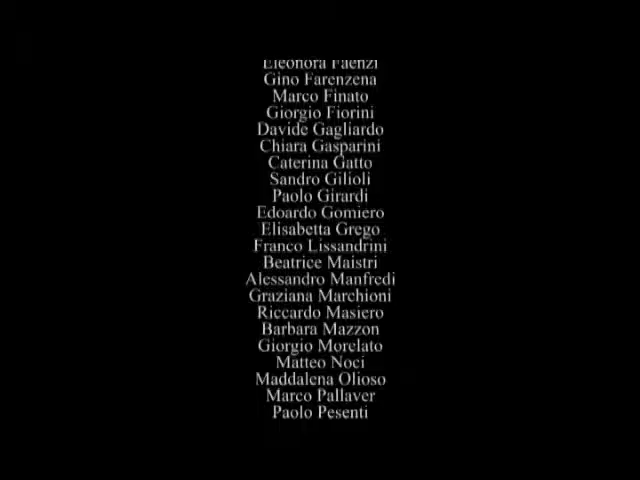 Eleonora Faenzi
Gino Farenzena
Marco Finato
Giorgio Fiorini
Davide Gagliardo
Chiara Gasparini
Caterina Gatto
Sandro Gilioli
Paolo Girardi
Edoardo Gomiero
Elisabetta Grego
Franco Lissandrini
Beatrice Maistri
Alessandro Manfredi
Graziana Marchioni
Riccardo Masiero
Barbara Mazzon
Giorgio Morelato
Matteo Noci
Maddalena Olioso
Marco Pallaver
Paolo Pesenti